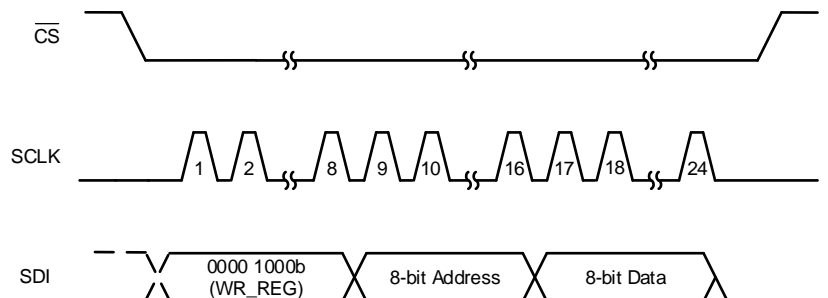 CS
SCLK
1 2 8 9 10 16 17 18 24
SDI
0000 1000b
(WR_REG)
8-bit Address
8-bit Data